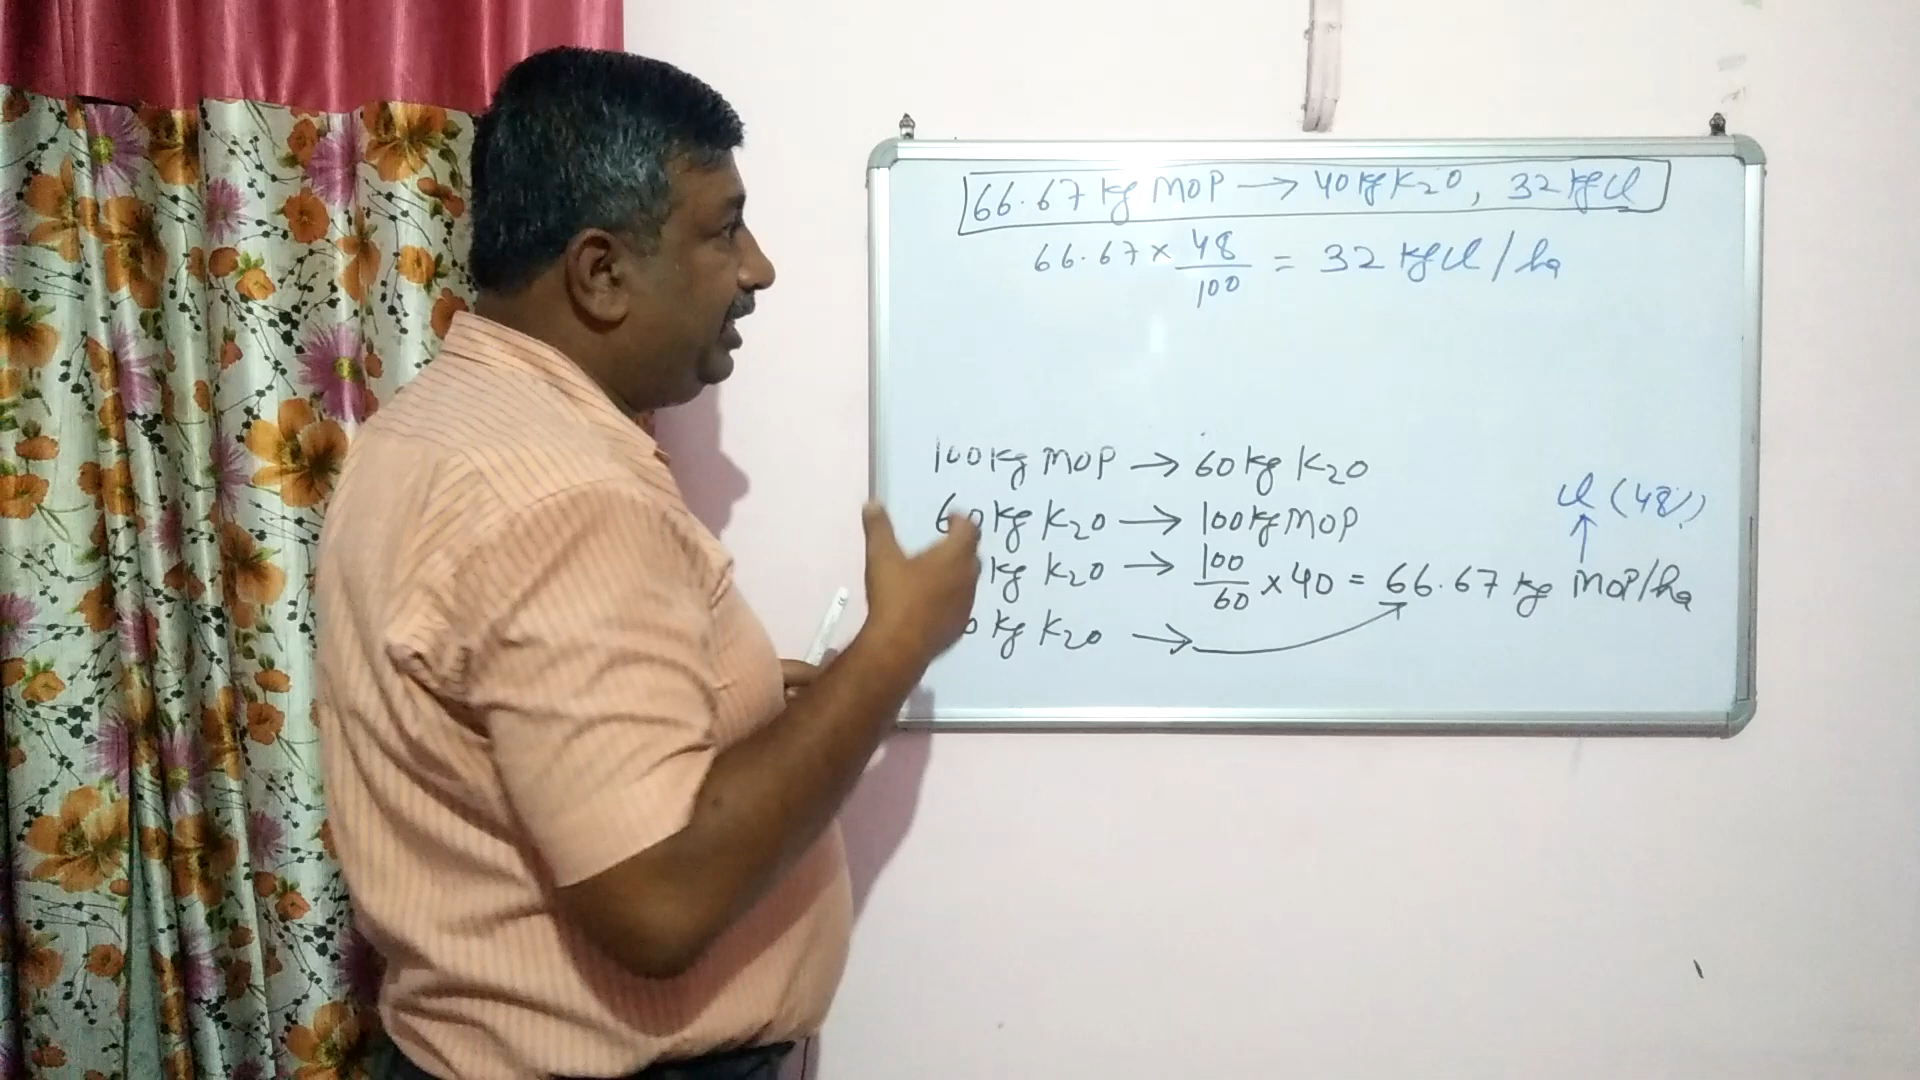 66.67 kg MOP → 40 kg K2O, 32 kg Cl
66.67 × 48/100 = 32 kg Cl / ha
100 kg MOP → 60 kg K2O
60 kg K2O → 100 kg MOP
kg K2O → 100/60 × 40 = 66.67 kg MOP/ha
Cl (48%)
0 kg K2O →